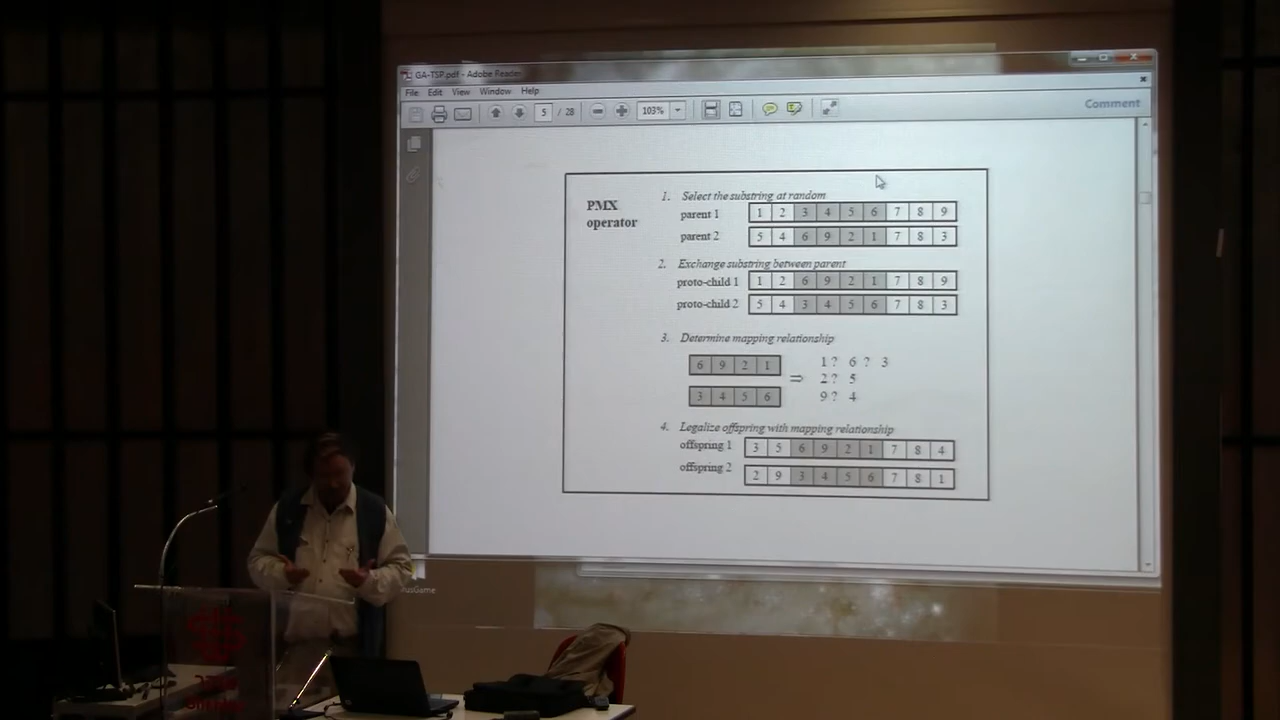 GA-TSP.pdf - Adobe Reader
File Edit View Window Help
5 / 28 103% Comment
PMX operator
1. Select the substring at random
parent 1 1 2 3 4 5 6 7 8 9
parent 2 5 4 6 9 2 1 7 8 3
2. Exchange substring between parent
proto-child 1 1 2 6 9 2 1 7 8 9
proto-child 2 5 4 3 4 5 6 7 8 3
3. Determine mapping relationship
6 9 2 1 ⇒ 1 ? 6 ? 3
2 ? 5
3 4 5 6 9 ? 4
4. Legalize offspring with mapping relationship
offspring 1 3 5 6 9 2 1 7 8 4
offspring 2 2 9 3 4 5 6 7 8 1